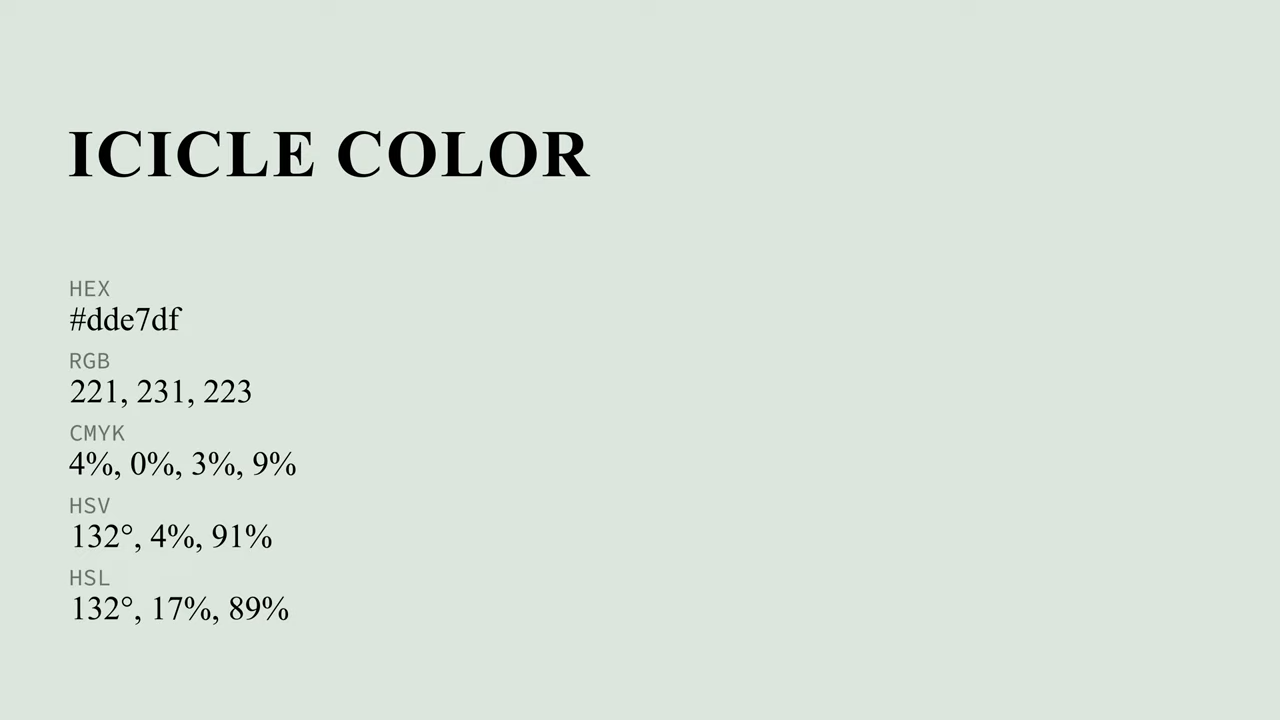 ICICLE COLOR
HEX
#dde7df
RGB
221, 231, 223
CMYK
4%, 0%, 3%, 9%
HSV
132°, 4%, 91%
HSL
132°, 17%, 89%